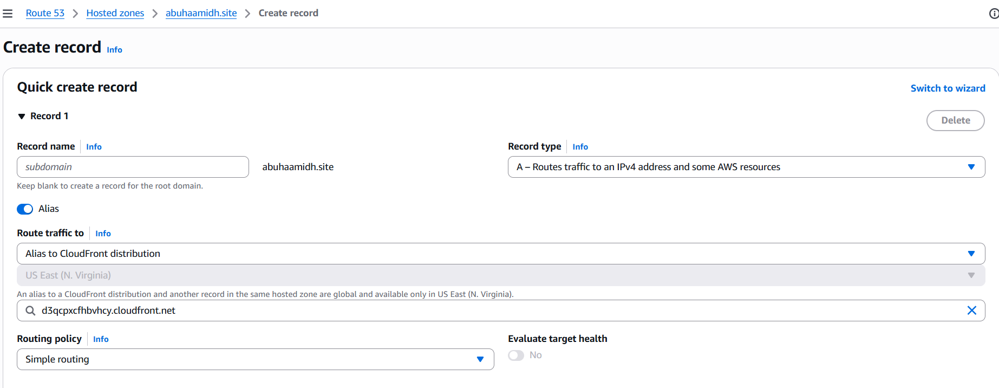 Route 53 > Hosted zones > abuhaamidh.site > Create record
Create record Info
Quick create record
Switch to wizard
Record 1
Delete
Record name Info
subdomain
abuhaamidh.site
Keep blank to create a record for the root domain.
Record type Info
A – Routes traffic to an IPv4 address and some AWS resources
Alias
Route traffic to Info
Alias to CloudFront distribution
US East (N. Virginia)
An alias to a CloudFront distribution and another record in the same hosted zone are global and available only in US East (N. Virginia).
d3qcpxcfhbvhcy.cloudfront.net
Routing policy Info
Simple routing
Evaluate target health
No